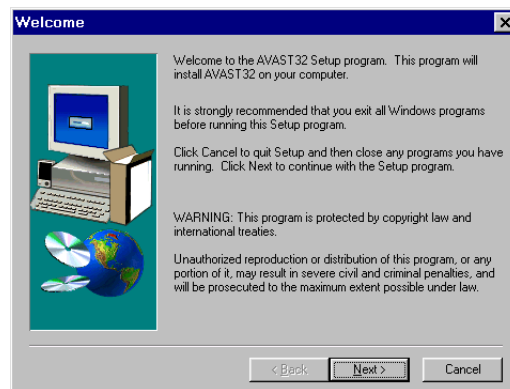 Welcome
Welcome to the AVAST32 Setup program. This program will
install AVAST32 on your computer.
It is strongly recommended that you exit all Windows programs
before running this Setup program.
Click Cancel to quit Setup and then close any programs you have
running. Click Next to continue with the Setup program.
WARNING: This program is protected by copyright law and
international treaties.
Unauthorized reproduction or distribution of this program, or any
portion of it, may result in severe civil and criminal penalties, and
will be prosecuted to the maximum extent possible under law.
< Back
Next >
Cancel